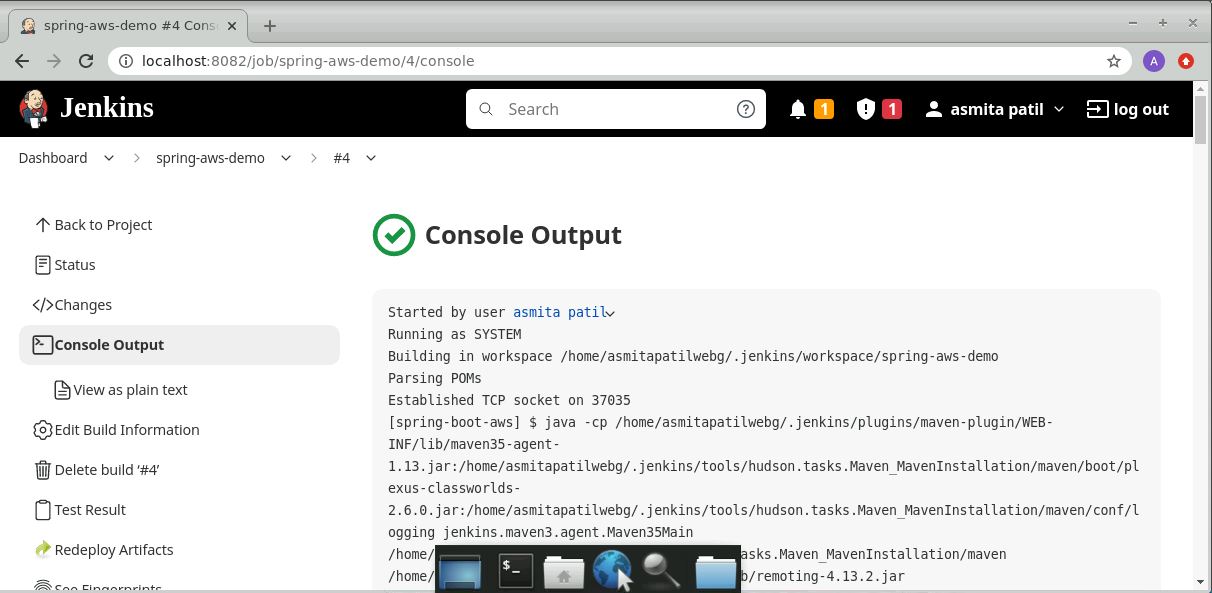 spring-aws-demo #4 Cons
localhost:8082/job/spring-aws-demo/4/console
A
Jenkins
Search
1
1
asmita patil
log out
Dashboard
spring-aws-demo
#4
Back to Project
Status
Changes
Console Output
View as plain text
Edit Build Information
Delete build ‘#4’
Test Result
Redeploy Artifacts
See Fingerprints
Console Output
Started by user asmita patil
Running as SYSTEM
Building in workspace /home/asmitapatilwebg/.jenkins/workspace/spring-aws-demo
Parsing POMs
Established TCP socket on 37035
[spring-boot-aws] $ java -cp /home/asmitapatilwebg/.jenkins/plugins/maven-plugin/WEB-
INF/lib/maven35-agent-
1.13.jar:/home/asmitapatilwebg/.jenkins/tools/hudson.tasks.Maven_MavenInstallation/maven/boot/pl
exus-classworlds-
2.6.0.jar:/home/asmitapatilwebg/.jenkins/tools/hudson.tasks.Maven_MavenInstallation/maven/conf/l
ogging jenkins.maven3.agent.Maven35Main
/home/ asks.Maven_MavenInstallation/maven
/home/ b/remoting-4.13.2.jar
$_